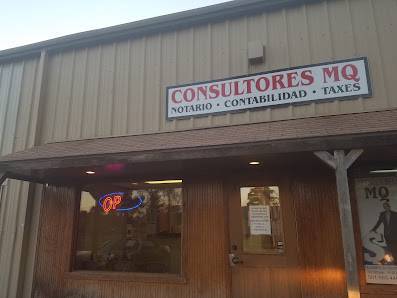 CONSULTORES MQ
NOTARIO • CONTABILIDAD • TAXES
OP
MQ